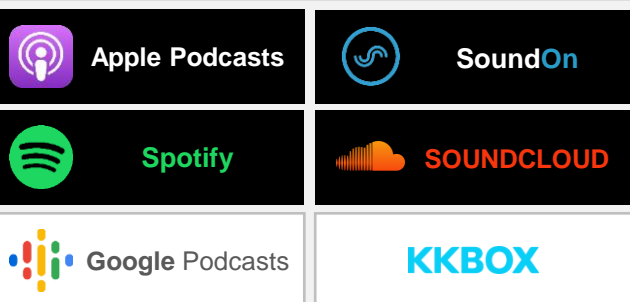 Apple Podcasts
SoundOn
Spotify
SOUNDCLOUD
Google Podcasts
KKBOX